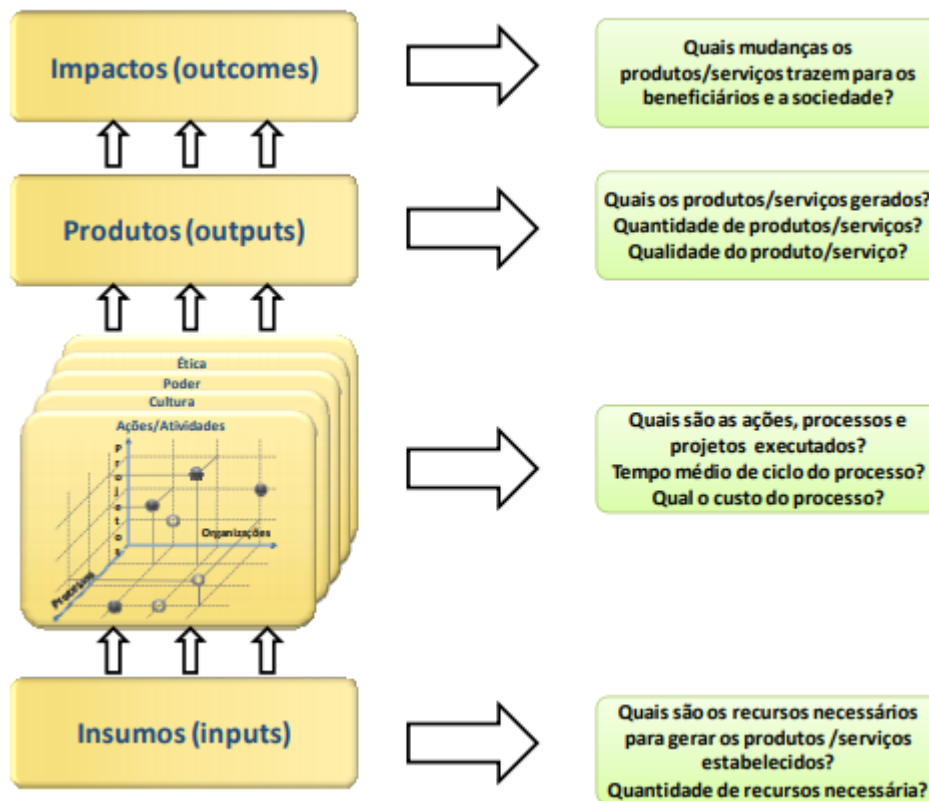 Impactos (outcomes)
Quais mudanças os
produtos/serviços trazem para os
beneficiários e a sociedade?
Produtos (outputs)
Quais os produtos/serviços gerados?
Quantidade de produtos/serviços?
Qualidade do produto/serviço?
Ética
Poder
Cultura
Ações/Atividades
Projetos
Organizações
Processos
Quais são as ações, processos e
projetos executados?
Tempo médio de ciclo do processo?
Qual o custo do processo?
Insumos (inputs)
Quais são os recursos necessários
para gerar os produtos /serviços
estabelecidos?
Quantidade de recursos necessária?